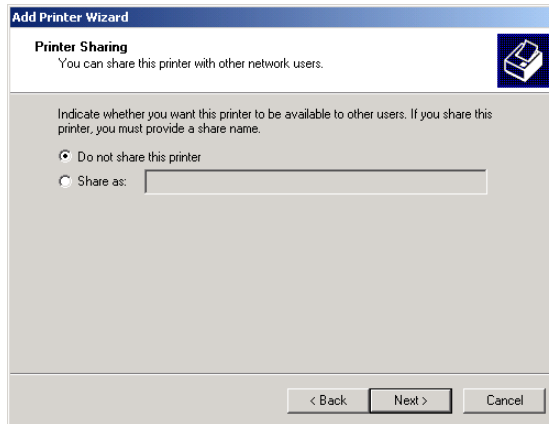 Add Printer Wizard
Printer Sharing
You can share this printer with other network users.
Indicate whether you want this printer to be available to other users. If you share this
printer, you must provide a share name.
Do not share this printer
Share as:
< Back
Next >
Cancel